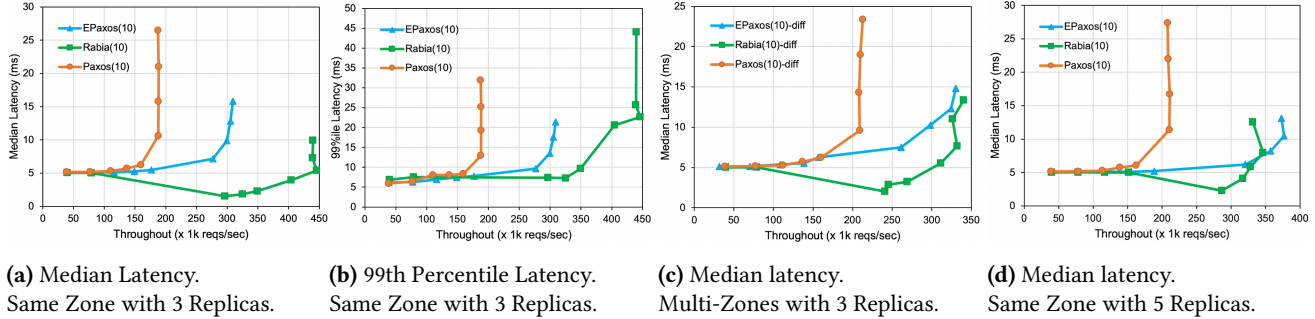 Median Latency (ms)
30
25
20
15
10
5
0
EPaxos(10)
Rabia(10)
Paxos(10)
0 50 100 150 200 250 300 350 400 450
Throughout (x 1k reqs/sec)
(a) Median Latency.
Same Zone with 3 Replicas.
99%ile Latency (ms)
50
45
40
35
30
25
20
15
10
5
0
EPaxos(10)
Rabia(10)
Paxos(10)
0 50 100 150 200 250 300 350 400 450
Throughout (x 1k reqs/sec)
(b) 99th Percentile Latency.
Same Zone with 3 Replicas.
Median Latency (ms)
25
20
15
10
5
0
EPaxos(10)-diff
Rabia(10)-diff
Paxos(10)-diff
0 50 100 150 200 250 300 350
Throughout (x 1k reqs/sec)
(c) Median latency.
Multi-Zones with 3 Replicas.
Median Latency (ms)
30
25
20
15
10
5
0
EPaxos(10)
Rabia(10)
Paxos(10)
0 50 100 150 200 250 300 350 400
Throughout (x 1k reqs/sec)
(d) Median latency.
Same Zone with 5 Replicas.